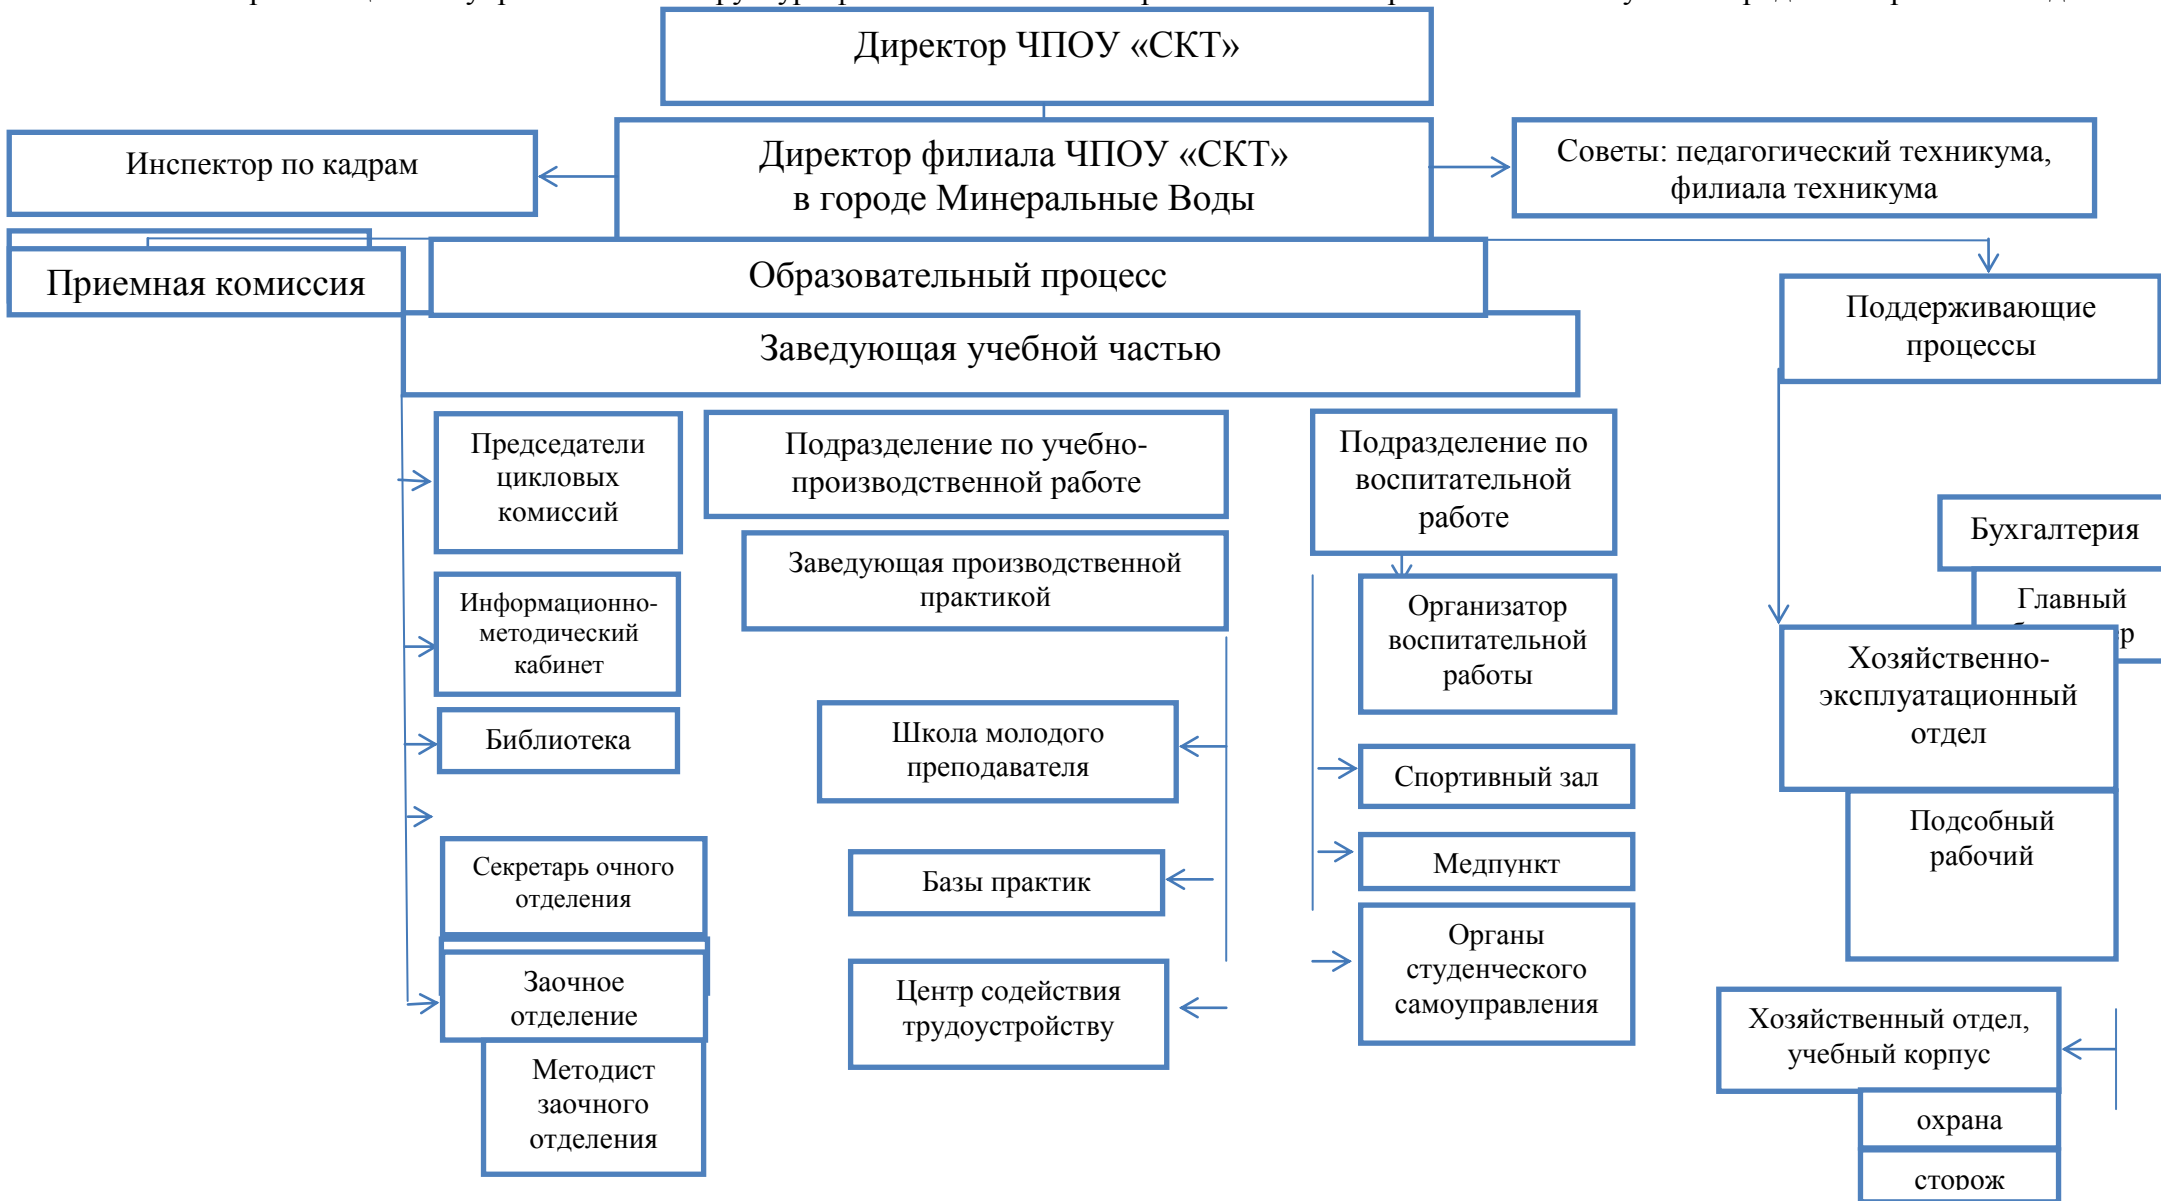 Директор ЧПОУ «СКТ»
Директор филиала ЧПОУ «СКТ»
в городе Минеральные Воды
Инспектор по кадрам
Советы: педагогический техникума,
филиала техникума
Приемная комиссия
Образовательный процесс
Поддерживающие
процессы
Заведующая учебной частью
Председатели
цикловых
комиссий
Подразделение по учебно-
производственной работе
Подразделение по
воспитательной
работе
Бухгалтерия
Заведующая производственной
практикой
Главный
Информационно-
методический
кабинет
Организатор
воспитательной
работы
Хозяйственно-
эксплуатационный
отдел
Библиотека
Школа молодого
преподавателя
Спортивный зал
Подсобный
рабочий
Секретарь очного
отделения
Базы практик
Медпункт
Органы
студенческого
самоуправления
Заочное
отделение
Центр содействия
трудоустройству
Хозяйственный отдел,
учебный корпус
Методист
заочного
отделения
охрана
сторож